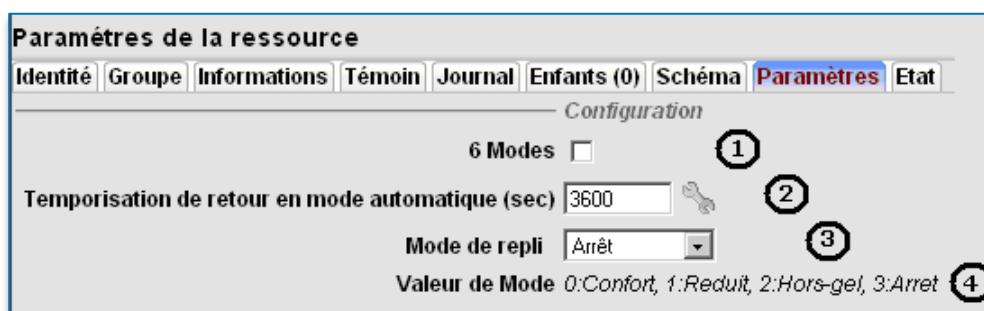 Paramètres de la ressource
Identité Groupe Informations Témoin Journal Enfants (0) Schéma Paramètres Etat
Configuration
6 Modes 1
Temporisation de retour en mode automatique (sec) 3600 2
Mode de repli Arrêt 3
Valeur de Mode 0:Confort, 1:Reduit, 2:Hors-gel, 3:Arret 4